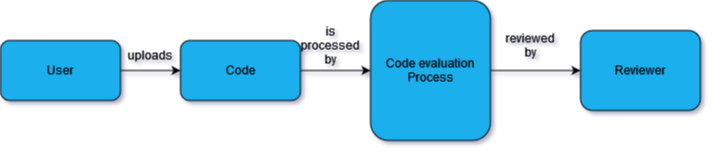 User
uploads
Code
is
processed
by
Code evaluation
Process
reviewed
by
Reviewer